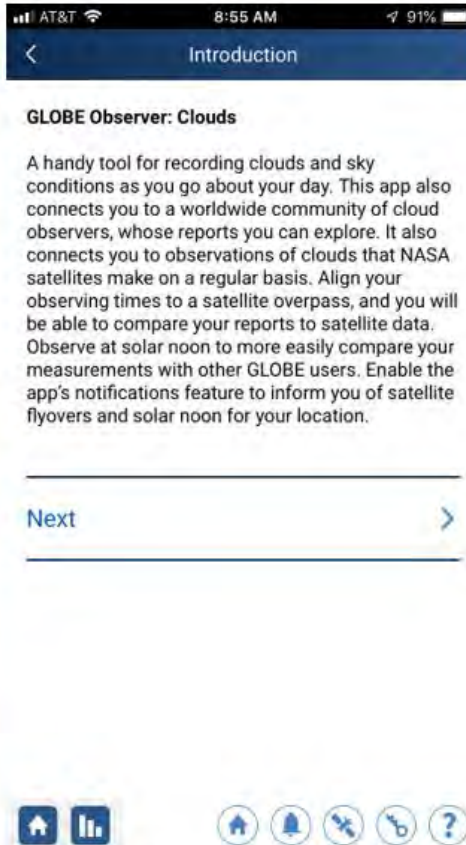 AT&T 8:55 AM 91%
Introduction
GLOBE Observer: Clouds
A handy tool for recording clouds and sky
conditions as you go about your day. This app also
connects you to a worldwide community of cloud
observers, whose reports you can explore. It also
connects you to observations of clouds that NASA
satellites make on a regular basis. Align your
observing times to a satellite overpass, and you will
be able to compare your reports to satellite data.
Observe at solar noon to more easily compare your
measurements with other GLOBE users. Enable the
app's notifications feature to inform you of satellite
flyovers and solar noon for your location.
Next
?